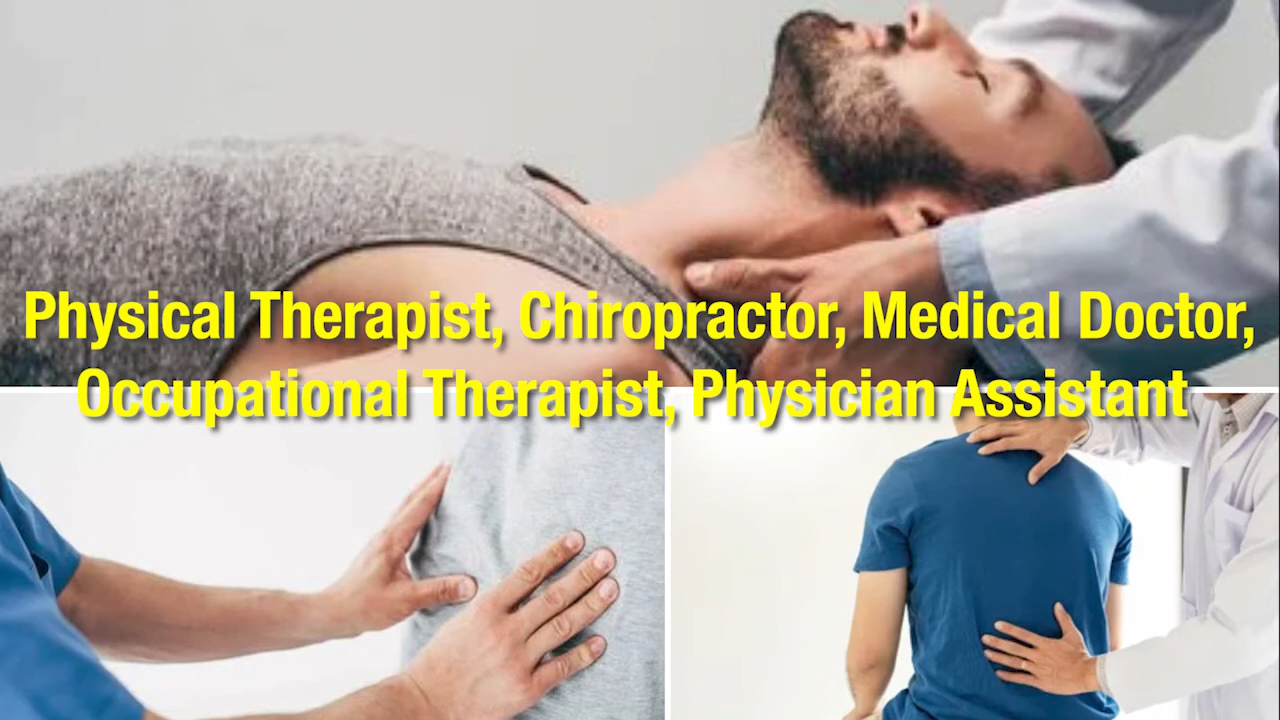 Physical Therapist, Chiropractor, Medical Doctor,
Occupational Therapist, Physician Assistant